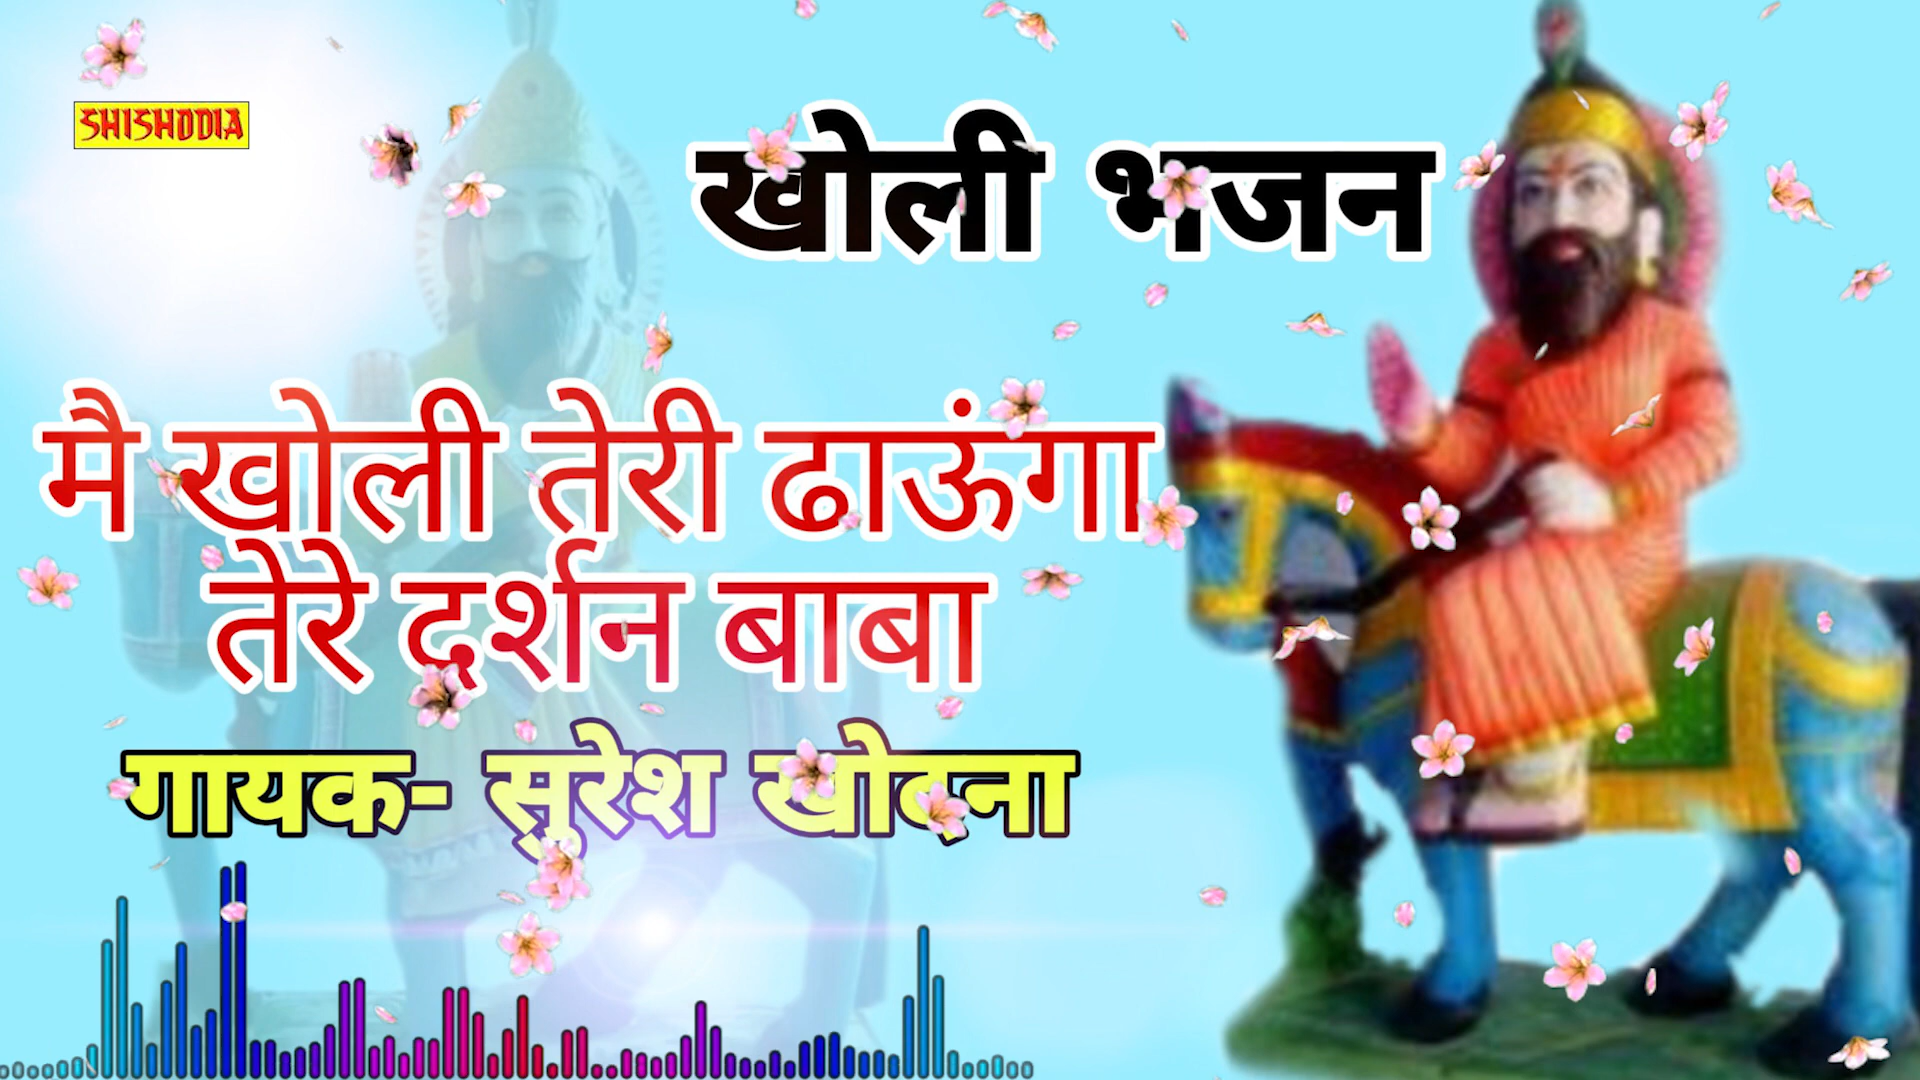 SHISHODIA
खोली भजन
मै खोली तेरी ढाऊंगा
तेरे दर्शन बाबा
गायक- सुरेश खोदना